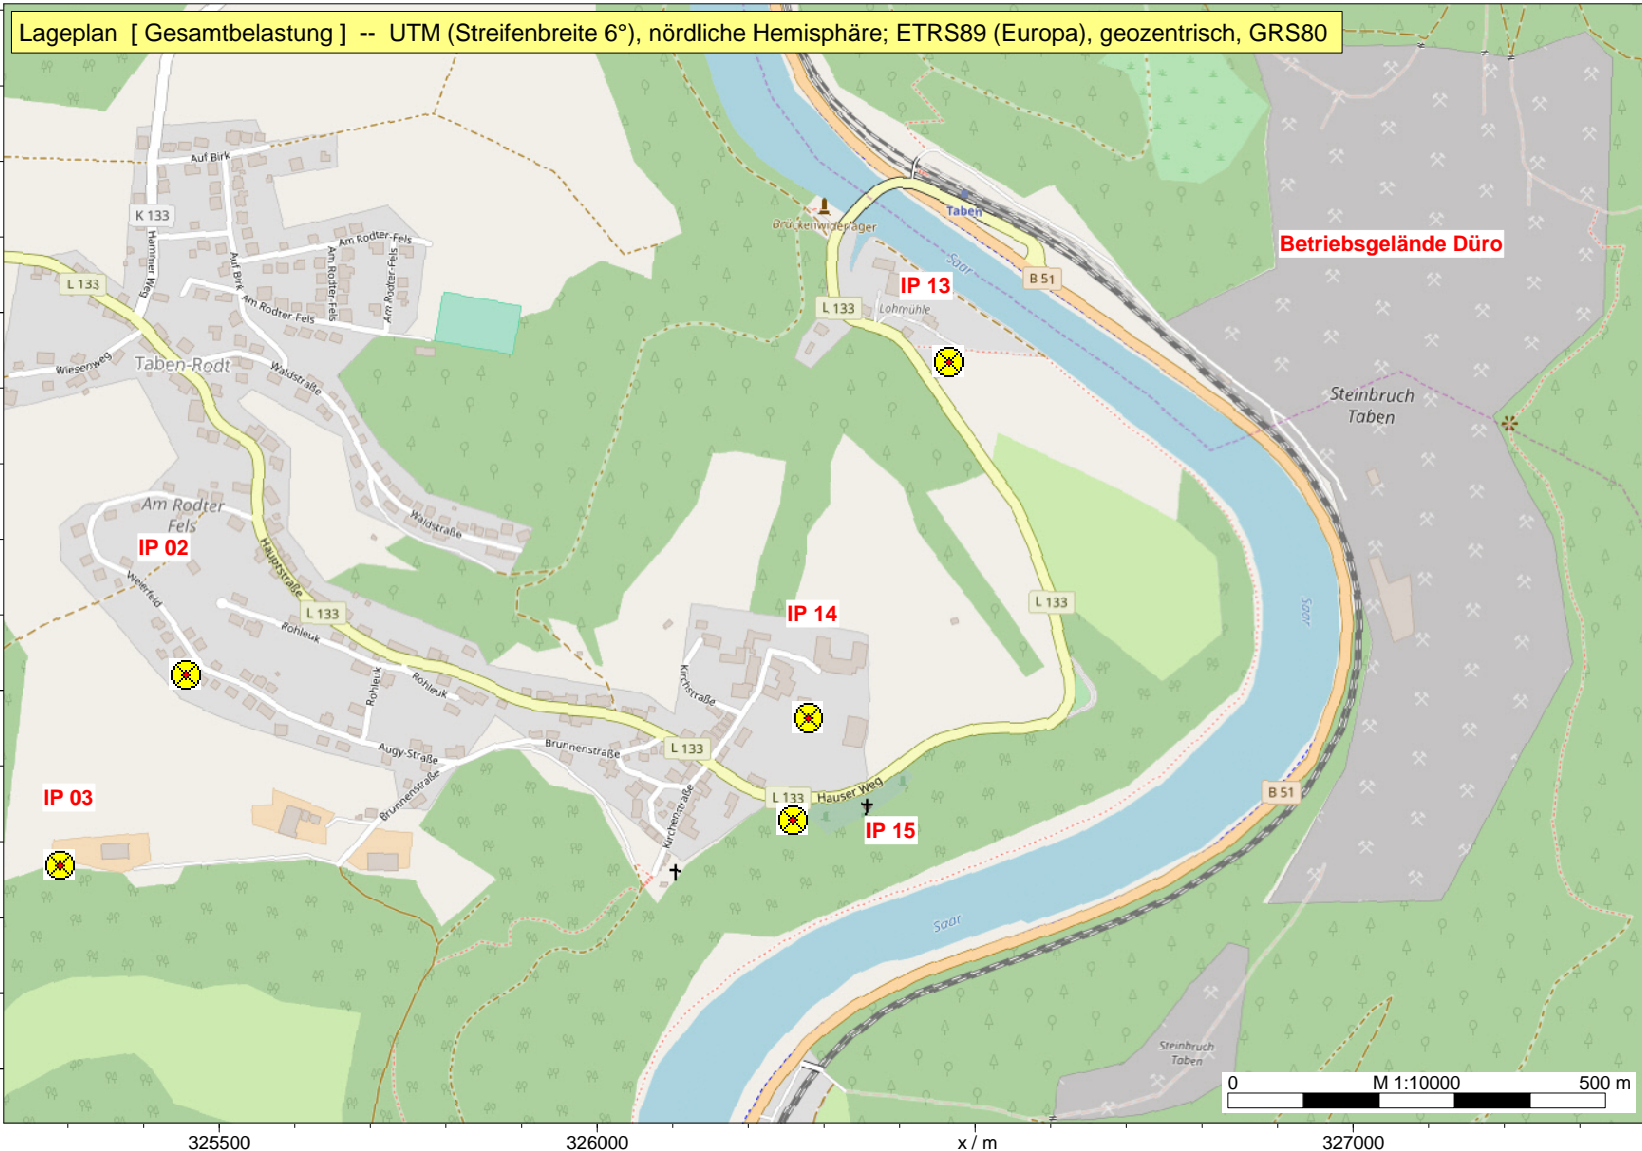 Lageplan [ Gesamtbelastung ] -- UTM (Streifenbreite 6°), nördliche Hemisphäre; ETRS89 (Europa), geozentrisch, GRS80
Auf Birk
K 133
Hammer Weg
Auf Birk
Am Rodter-Fels
Am Rodter-Fels
Am Rodter-Fels
Am Rodter-Fels
L 133
Wiesenweg
Taben-Rodt
Waldstraße
Brückenwiderlager
Taben
Saar
B 51
IP 13
L 133
Lohmühle
Betriebsgelände Düro
Steinbruch
Taben
Am Rodter
Fels
IP 02
Waldstraße
Hauptstraße
Weierfeld
L 133
Rohleuk
Rohleuk
Rohleuk
IP 14
L 133
Saar
Kirchstraße
Augy-Straße
Brunnenstraße
Brunnenstraße
L 133
IP 03
L 133
Hauser Weg
B 51
IP 15
Kirchenstraße
Saar
Steinbruch
Taben
0
M 1:10000
500 m
325500
326000
x / m
327000